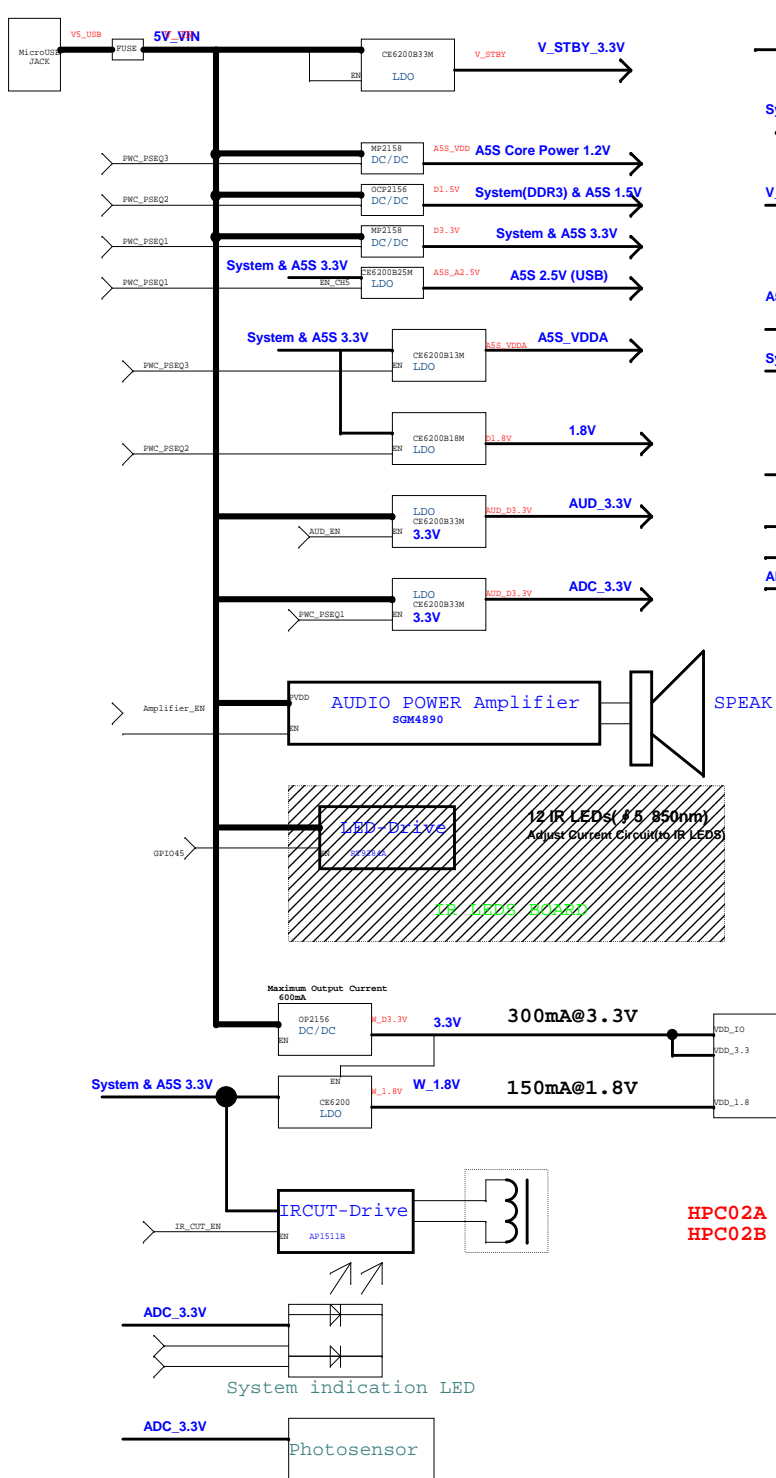 V5_USB
5V_VIN
MicroUSB
JACK
FUSE
CE6200B33M
LDO
EN
V_STBY
V_STBY_3.3V
PWC_PSEQ3
MP2158
DC/DC
A5S_VDD
A5S Core Power 1.2V
PWC_PSEQ2
OCP2156
DC/DC
D1.5V
System(DDR3) & A5S 1.5V
PWC_PSEQ1
MP2158
DC/DC
D3.3V
System & A5S 3.3V
System & A5S 3.3V
PWC_PSEQ1
EN_CH5
CE6200B25M
LDO
A5S_A2.5V
A5S 2.5V (USB)
System & A5S 3.3V
PWC_PSEQ3
EN
CE6200B13M
LDO
A5S_VDDA
A5S_VDDA
PWC_PSEQ2
EN
CE6200B18M
LDO
D1.8V
1.8V
AUD_EN
EN
LDO
CE6200B33M
3.3V
AUD_D3.3V
AUD_3.3V
PWC_PSEQ1
EN
LDO
CE6200B33M
3.3V
AUD_D3.3V
ADC_3.3V
Amplifier_EN
PVDD
EN
AUDIO POWER Amplifier
SGM4890
SPEAK
GPIO45
LED-Drive
EN
RT9284A
12 IR LEDs( ∮ 5 850nm)
Adjust Current Circuit(to IR LEDS)
IR LEDS BOARD
Maximum Output Current
600mA
OP2156
DC/DC
EN
W_D3.3V
3.3V
300mA@3.3V
VDD_IO
VDD_3.3
System & A5S 3.3V
EN
CE6200
LDO
W_1.8V
W_1.8V
150mA@1.8V
VDD_1.8
IR_CUT_EN
IRCUT-Drive
EN
AP1511B
HPC02A
HPC02B
ADC_3.3V
System indication LED
ADC_3.3V
Photosensor